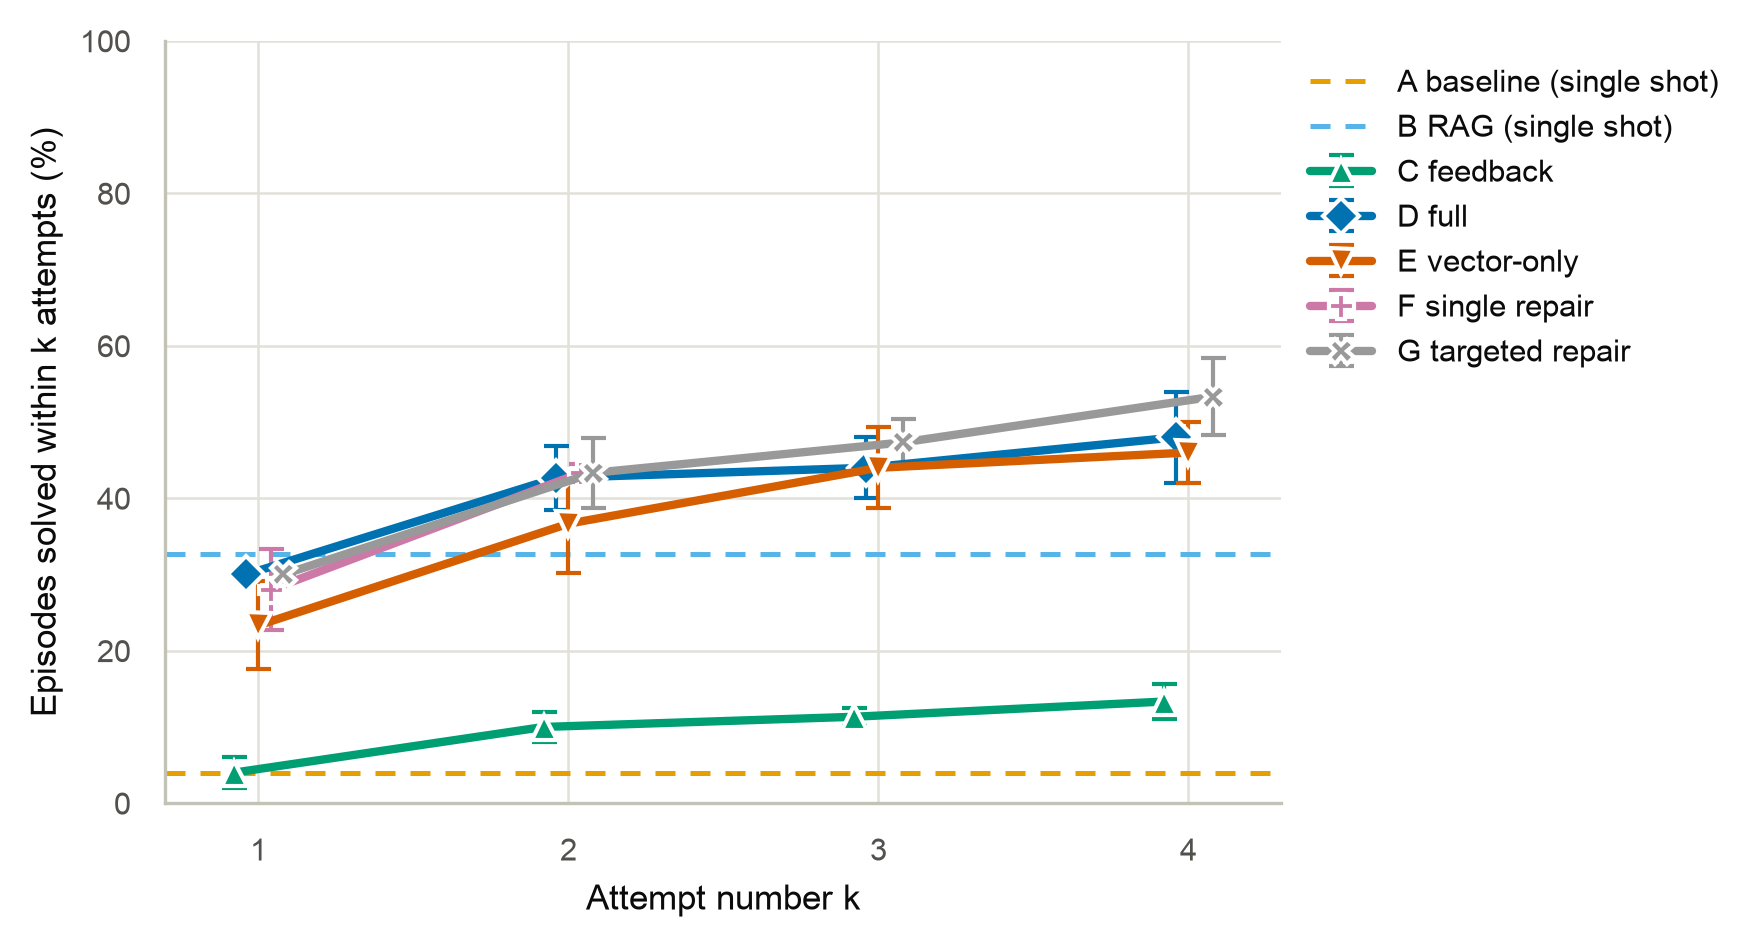 Episodes solved within k attempts (%)
100
80
60
40
20
0
1
2
3
4
Attempt number k
A baseline (single shot)
B RAG (single shot)
C feedback
D full
E vector-only
F single repair
G targeted repair